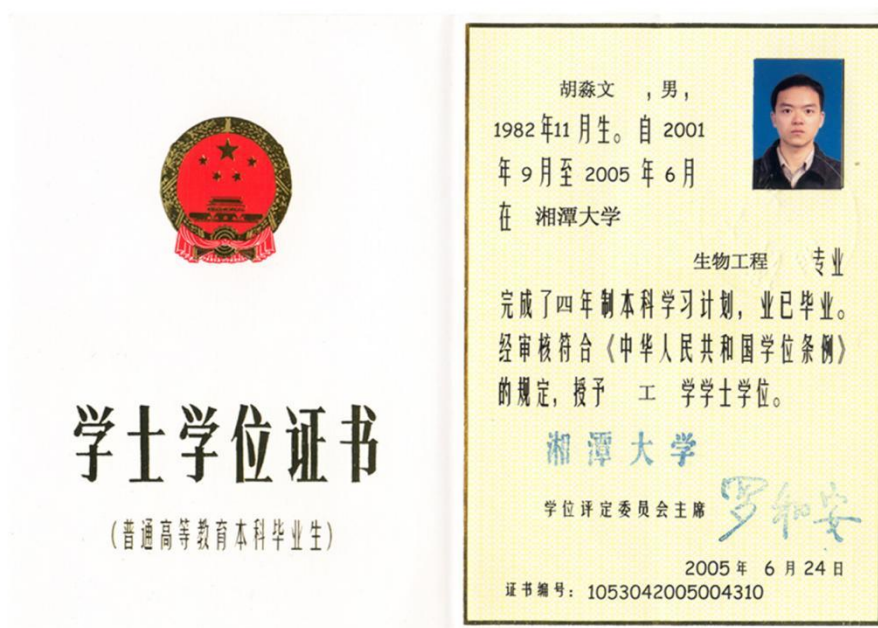 学士学位证书
(普通高等教育本科毕业生)
胡淼文 ,男,
1982年11月生。自 2001
年9月至 2005 年 6月
在 湘潭大学
生物工程 专业
完成了四年制本科学习计划,业已毕业。
经审核符合《中华人民共和国学位条例》
的规定,授予 工 学学士学位。
湘潭大学
学位评定委员会主席 罗和安
2005年 6月24日
证书编号:1053042005004310